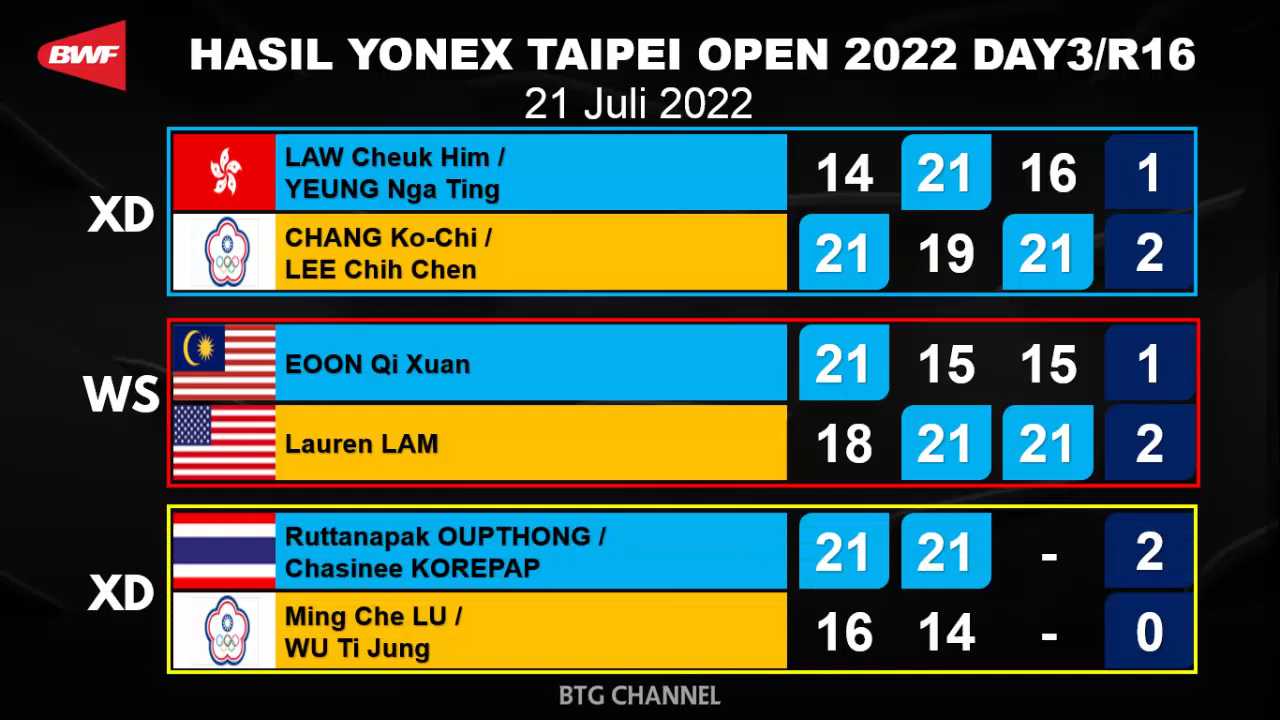 BWF
HASIL YONEX TAIPEI OPEN 2022 DAY3/R16
21 Juli 2022
XD
LAW Cheuk Him /
YEUNG Nga Ting
14 21 16 1
CHANG Ko-Chi /
LEE Chih Chen
21 19 21 2
WS
EOON Qi Xuan
21 15 15 1
Lauren LAM
18 21 21 2
XD
Ruttanapak OUPTHONG /
Chasinee KOREPAP
21 21 - 2
Ming Che LU /
WU Ti Jung
16 14 - 0
BTG CHANNEL